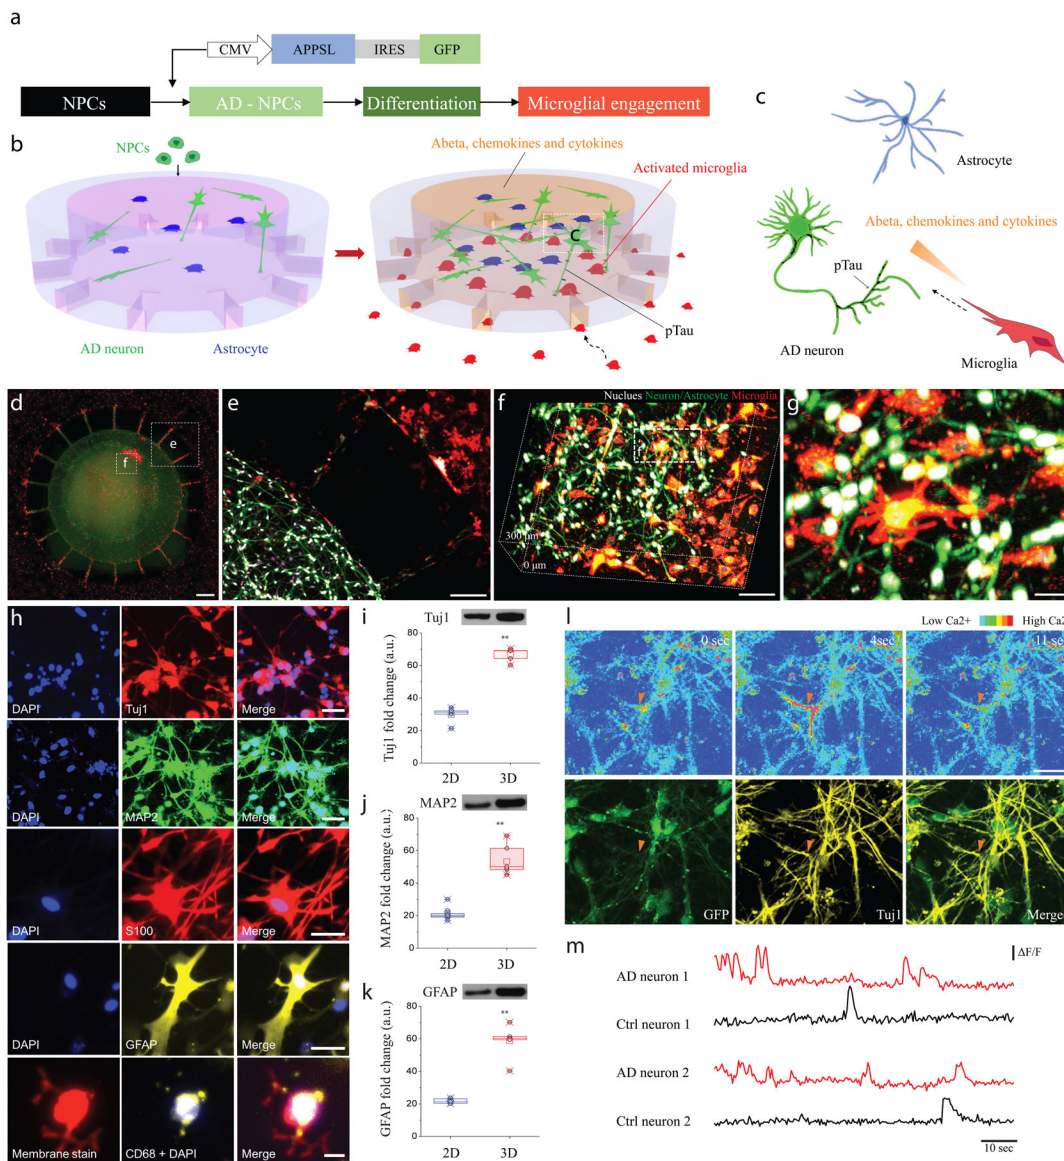 a
CMV
APPSL
IRES
GFP
NPCs
AD - NPCs
Differentiation
Microglial engagement
b
NPCs
AD neuron
Astrocyte
Abeta, chemokines and cytokines
Activated microglia
C
pTau
c
Astrocyte
Abeta, chemokines and cytokines
pTau
AD neuron
Microglia
d
e
f
e
f
Nuclues Neuron/Astrocyte Microglia
300 μm
0 μm
g
h
DAPI
Tuj1
Merge
DAPI
MAP2
Merge
DAPI
S100
Merge
DAPI
GFAP
Merge
Membrane stain
CD68 + DAPI
Merge
i
Tuj1
Tuj1 fold change (a.u.)
80
60
40
20
0
**
2D
3D
j
MAP2
MAP2 fold change (a.u.)
80
60
40
20
0
**
2D
3D
k
GFAP
GFAP fold change (a.u.)
80
60
40
20
0
**
2D
3D
l
Low Ca2+
High Ca2
0 sec
4sec
11 sec
GFP
Tuj1
Merge
m
ΔF/F
AD neuron 1
Ctrl neuron 1
AD neuron 2
Ctrl neuron 2
10 sec